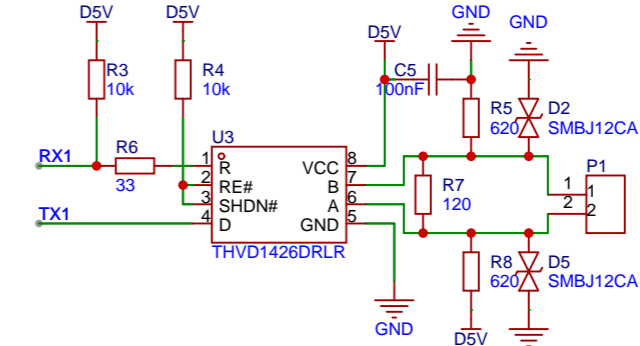 D5V
D5V
GND
GND
D5V
R3
10k
R4
10k
C5
100nF
R5
620
D2
SMBJ12CA
RX1
R6
33
U3
1
R
VCC
8
2
RE#
B
7
3
SHDN#
A
6
4
D
GND
5
THVD1426DRLR
TX1
R7
120
P1
1
1
2
2
R8
620
D5
SMBJ12CA
GND
D5V